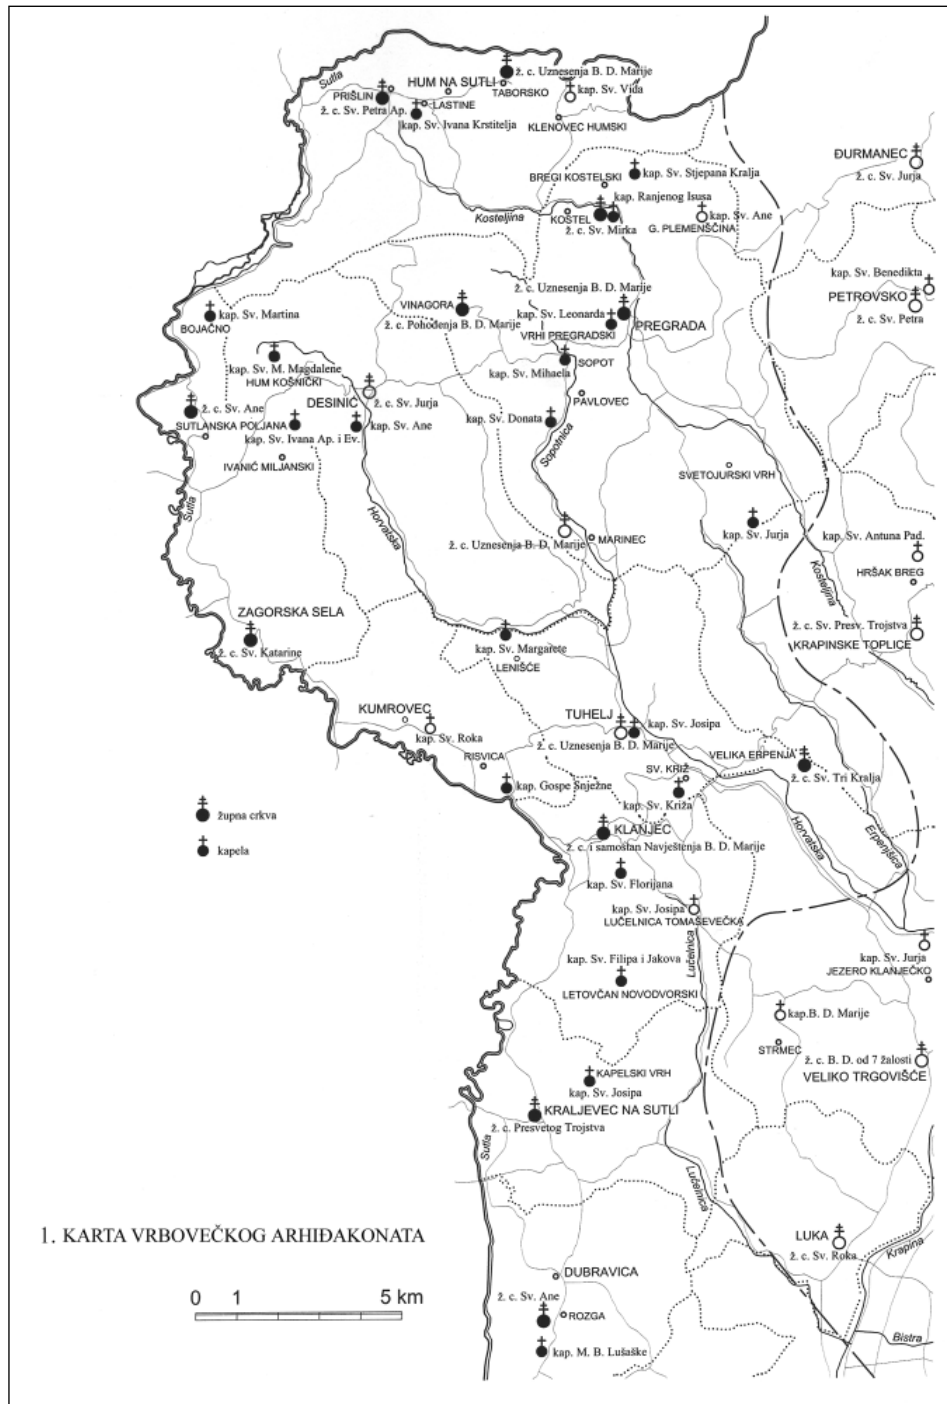 Sutla
HUM NA SUTLI
ž. c. Uznesenja B. D. Marije
TABORSKO
kap. Sv. Vida
PRIŠLIN
ž. c. Sv. Petra Ap.
LASTINE
kap. Sv. Ivana Krstitelja
KLENOVEC HUMSKI
ĐURMANEC
ž. c. Sv. Jurja
kap. Sv. Stjepana Kralja
BREGI KOSTELSKI
kap. Ranjenog Isusa
Kosteljina
KOSTEL
ž. c. Sv. Mirka
kap. Sv. Ane
G. PLEMENŠČINA
kap. Sv. Benedikta
PETROVSKO
ž. c. Sv. Petra
ž. c. Uznesenja B. D. Marije
VINAGORA
ž. c. Pohođenja B. D. Marije
kap. Sv. Leonarda
VRHI PREGRADSKI
PREGRADA
kap. Sv. Martina
BOJAČNO
kap. Sv. M. Magdalene
HUM KOŠNIČKI
SOPOT
kap. Sv. Mihaela
DESINIĆ
ž. c. Sv. Jurja
PAVLOVEC
ž. c. Sv. Ane
SUTLANSKA POLJANA
kap. Sv. Ivana Ap. i Ev.
kap. Sv. Ane
kap. Sv. Donata
IVANIĆ MILJANSKI
Sopotnica
SVETOJURSKI VRH
Sutla
Horvatska
kap. Sv. Jurja
ž. c. Uznesenja B. D. Marije
MARINEC
kap. Sv. Antuna Pad.
HRŠAK BREG
Kosteljina
ZAGORSKA SELA
ž. c. Sv. Katarine
kap. Sv. Margarete
LENIŠĆE
ž. c. Sv. Presv. Trojstva
KRAPINSKE TOPLICE
KUMROVEC
kap. Sv. Roka
RISVICA
TUHELJ
kap. Sv. Josipa
ž. c. Uznesenja B. D. Marije
VELIKA ERPENJA
ž. c. Sv. Tri Kralja
SV. KRIŽ
kap. Gospe Snježne
kap. Sv. Križa
župna crkva
kapela
KLANJEC
ž. c. i samostan Navještenja B. D. Marije
Horvatska
Erpenjšica
kap. Sv. Florijana
kap. Sv. Josipa
LUČELNICA TOMAŠEVEČKA
Lučelnica
kap. Sv. Filipa i Jakova
LETOVČAN NOVODVORSKI
kap. Sv. Jurja
JEZERO KLANJEČKO
kap.B. D. Marije
STRMEC
ž. c. B. D. od 7 žalosti
VELIKO TRGOVIŠĆE
KAPELSKI VRH
kap. Sv. Josipa
KRALJEVEC NA SUTLI
ž. c. Presvetog Trojstva
Sutla
Lučelnica
1. KARTA VRBOVEČKOG ARHIĐAKONATA
LUKA
ž. c. Sv. Roka
Krapina
DUBRAVICA
0 1 5 km
ž. c. Sv. Ane
ROZGA
kap. M. B. Lušaške
Bistra